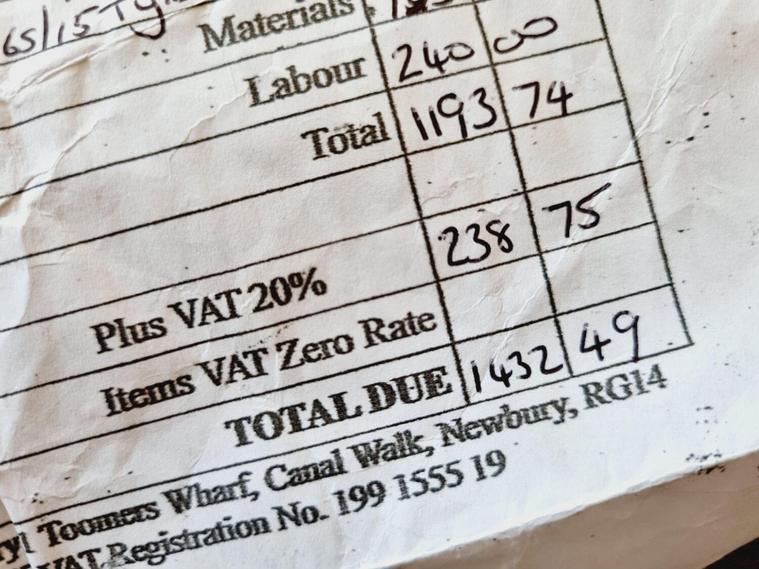 65/15 Ty
Materials
Labour 240 00
Total 1193 74
Plus VAT 20% 238 75
Items VAT Zero Rate
TOTAL DUE 1432 49
Toomers Wharf, Canal Walk, Newbury, RG14
VAT Registration No. 199 1555 19